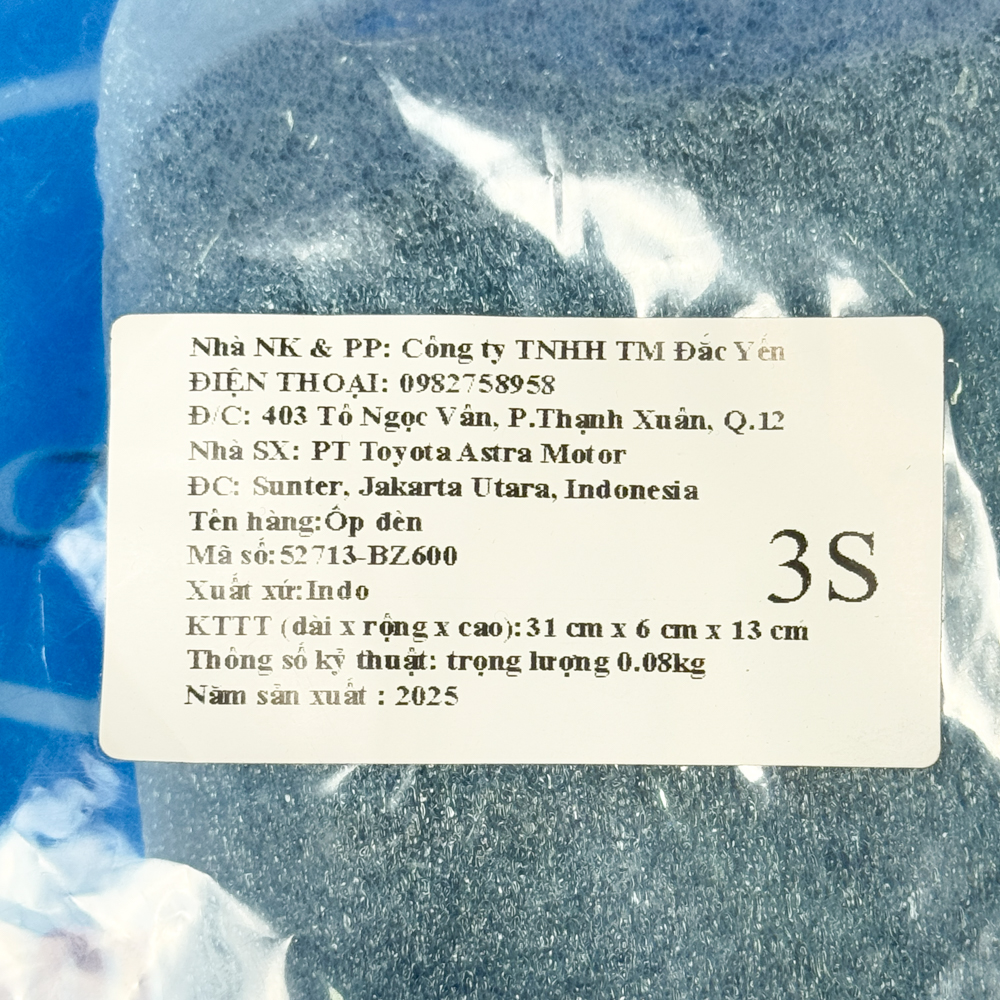 Nhà NK & PP: Công ty TNHH TM Đắc Yến
ĐIỆN THOẠI: 0982758958
Đ/C: 403 Tô Ngọc Vân, P.Thạnh Xuân, Q.12
Nhà SX: PT Toyota Astra Motor
ĐC: Sunter, Jakarta Utara, Indonesia
Tên hàng:Ốp đèn
Mã số:52713-BZ600
Xuất xứ:Indo
3S
KTTT (dài x rộng x cao):31 cm x 6 cm x 13 cm
Thông số kỹ thuật: trọng lượng 0.08kg
Năm sản xuất : 2025